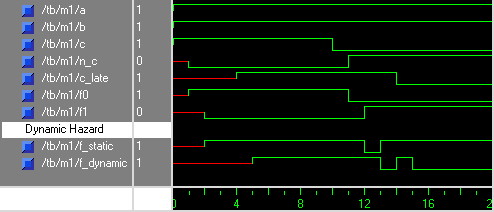 /tb/m1/a 1
/tb/m1/b 1
/tb/m1/c 1
/tb/m1/n_c 0
/tb/m1/c_late 1
/tb/m1/f0 1
/tb/m1/f1 0
Dynamic Hazard
/tb/m1/f_static 1
/tb/m1/f_dynamic 1
0 4 8 12 16 2